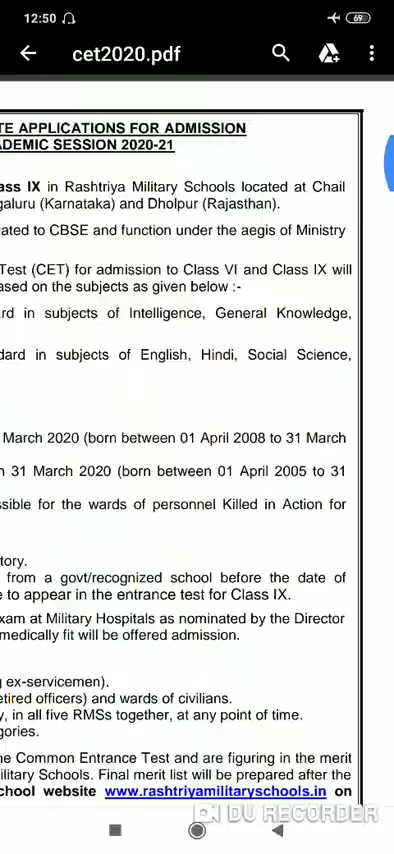 12:50
69
cet2020.pdf
TE APPLICATIONS FOR ADMISSION
ADEMIC SESSION 2020-21
ass IX in Rashtriya Military Schools located at Chail
galuru (Karnataka) and Dholpur (Rajasthan).
ated to CBSE and function under the aegis of Ministry
Test (CET) for admission to Class VI and Class IX will
ased on the subjects as given below :-
rd in subjects of Intelligence, General Knowledge,
dard in subjects of English, Hindi, Social Science,
March 2020 (born between 01 April 2008 to 31 March
n 31 March 2020 (born between 01 April 2005 to 31
ssible for the wards of personnel Killed in Action for
tory.
from a govt/recognized school before the date of
e to appear in the entrance test for Class IX.
xam at Military Hospitals as nominated by the Director
medically fit will be offered admission.
g ex-servicemen).
etired officers) and wards of civilians.
y, in all five RMSs together, at any point of time.
gories.
he Common Entrance Test and are figuring in the merit
ilitary Schools. Final merit list will be prepared after the
chool website www.rashtriyamilitaryschools.in on
DU RECORDER